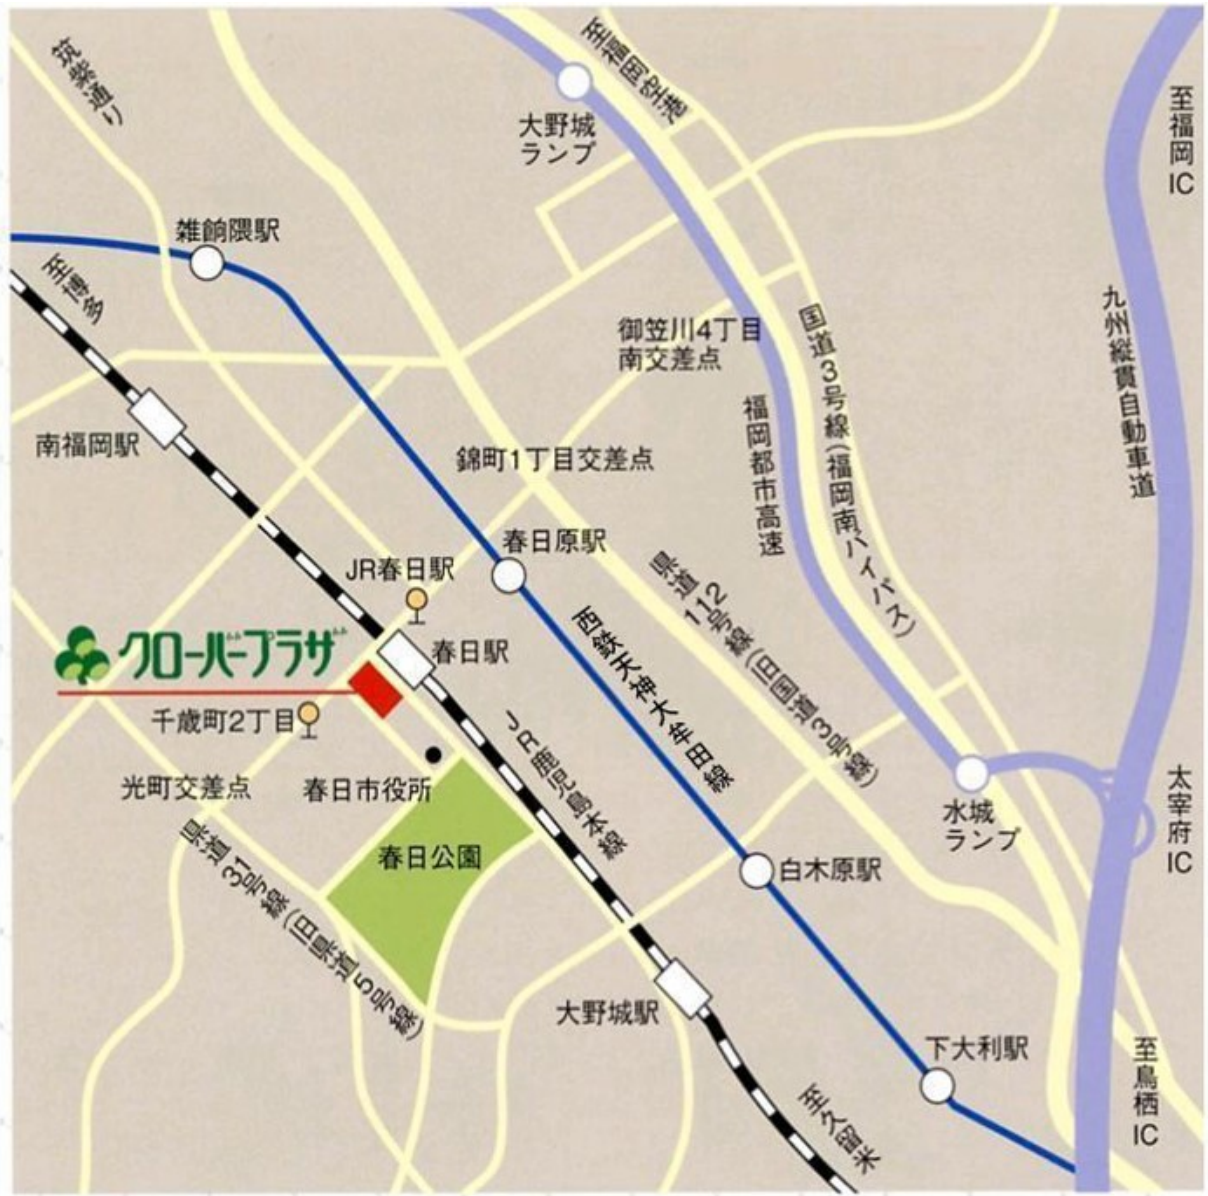 筑紫通り
至福岡空港
大野城
ランプ
至福岡IC
雑餉隈駅
至博多
御笠川4丁目
南交差点
国道3号線(福岡南バイパス)
九州縦貫自動車道
福岡都市高速
南福岡駅
錦町1丁目交差点
春日原駅
JR春日駅
県道112号線(旧国道3号線)
西鉄天神大牟田線
クローバープラザ
春日駅
千歳町2丁目
JR鹿児島本線
光町交差点
春日市役所
水城
ランプ
太宰府IC
県道31号線(旧県道5号線)
春日公園
白木原駅
大野城駅
下大利駅
至鳥栖IC
至久留米